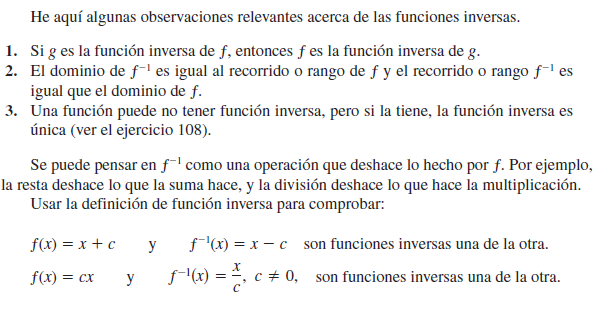 He aquí algunas observaciones relevantes acerca de las funciones inversas.
1. Si g es la función inversa de f, entonces f es la función inversa de g.
2. El dominio de f⁻¹ es igual al recorrido o rango de f y el recorrido o rango f⁻¹ es
igual que el dominio de f.
3. Una función puede no tener función inversa, pero si la tiene, la función inversa es
única (ver el ejercicio 108).
Se puede pensar en f⁻¹ como una operación que deshace lo hecho por f. Por ejemplo,
la resta deshace lo que la suma hace, y la división deshace lo que hace la multiplicación.
Usar la definición de función inversa para comprobar:
f(x) = x + c y f⁻¹(x) = x − c son funciones inversas una de la otra.
f(x) = cx y f⁻¹(x) = x/c, c ≠ 0, son funciones inversas una de la otra.